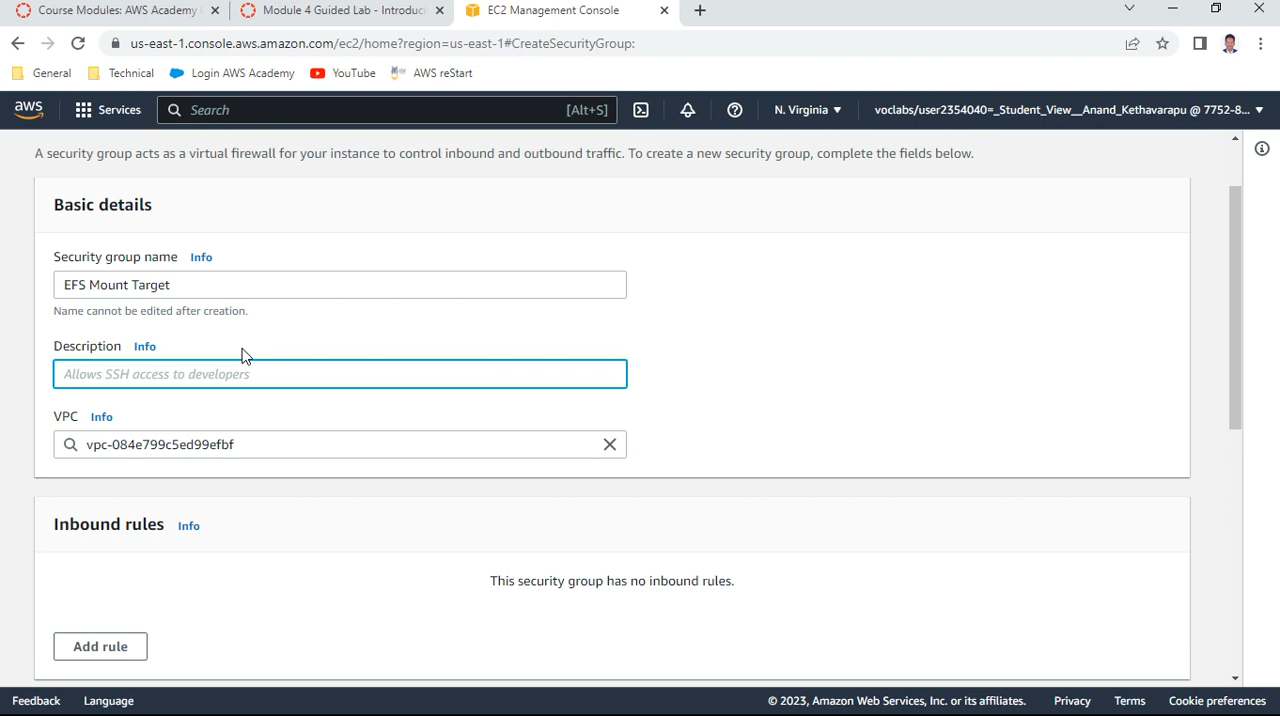 Course Modules: AWS Academy
Module 4 Guided Lab - Introduc
EC2 Management Console
us-east-1.console.aws.amazon.com/ec2/home?region=us-east-1#CreateSecurityGroup:
General
Technical
Login AWS Academy
YouTube
AWS reStart
aws
Services
Search
[Alt+S]
N. Virginia
voclabs/user2354040=_Student_View__Anand_Kethavarapu @ 7752-8...
A security group acts as a virtual firewall for your instance to control inbound and outbound traffic. To create a new security group, complete the fields below.
Basic details
Security group name Info
EFS Mount Target
Name cannot be edited after creation.
Description Info
Allows SSH access to developers
VPC Info
vpc-084e799c5ed99efbf
Inbound rules Info
This security group has no inbound rules.
Add rule
Feedback
Language
© 2023, Amazon Web Services, Inc. or its affiliates.
Privacy
Terms
Cookie preferences